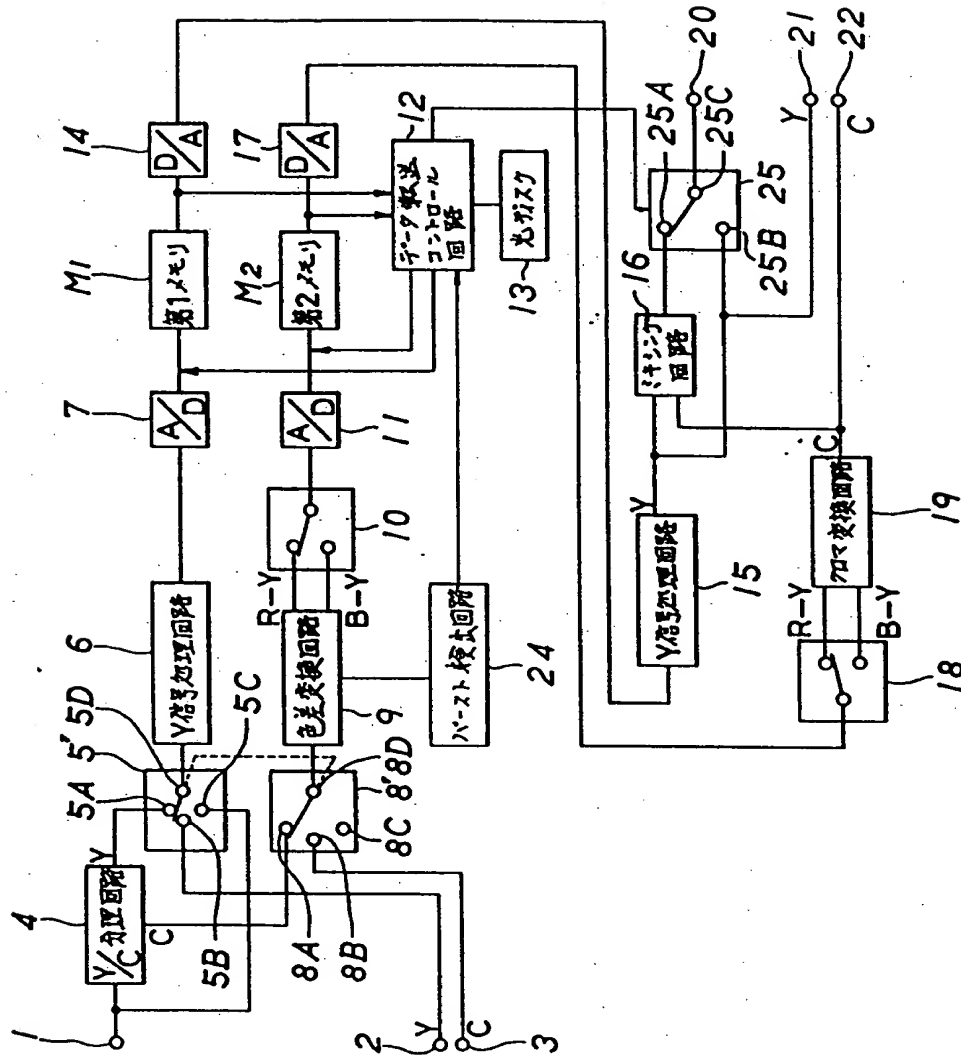 1
4
Y/C分理回路
Y
C
5A
5'
5D
5B
5C
6
Y信号処理回路
7
A/D
M1
第1メモリ
14
D/A
8A
8B
8'
8D
8C
9
色差変換回路
R-Y
B-Y
10
11
A/D
M2
第2メモリ
17
D/A
2
Y
3
C
24
バースト検出回路
12
データ転送
コントロール
回路
13
光ディスク
15
Y信号処理回路
Y
16
ミキシング
回路
25A
25C
25
25B
20
Y
21
22
C
18
R-Y
B-Y
クロマ変換回路
C
19